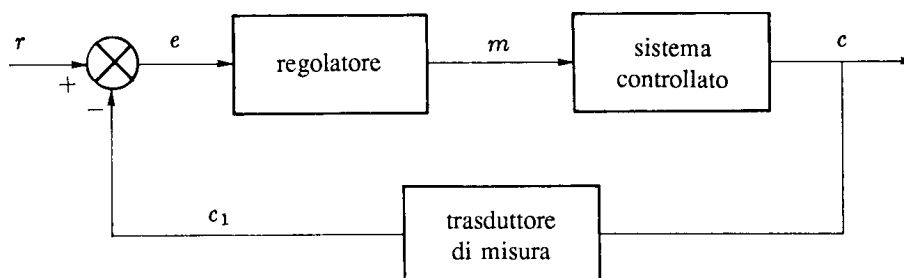 r
+
−
e
regolatore
m
sistema
controllato
c
c₁
trasduttore
di misura